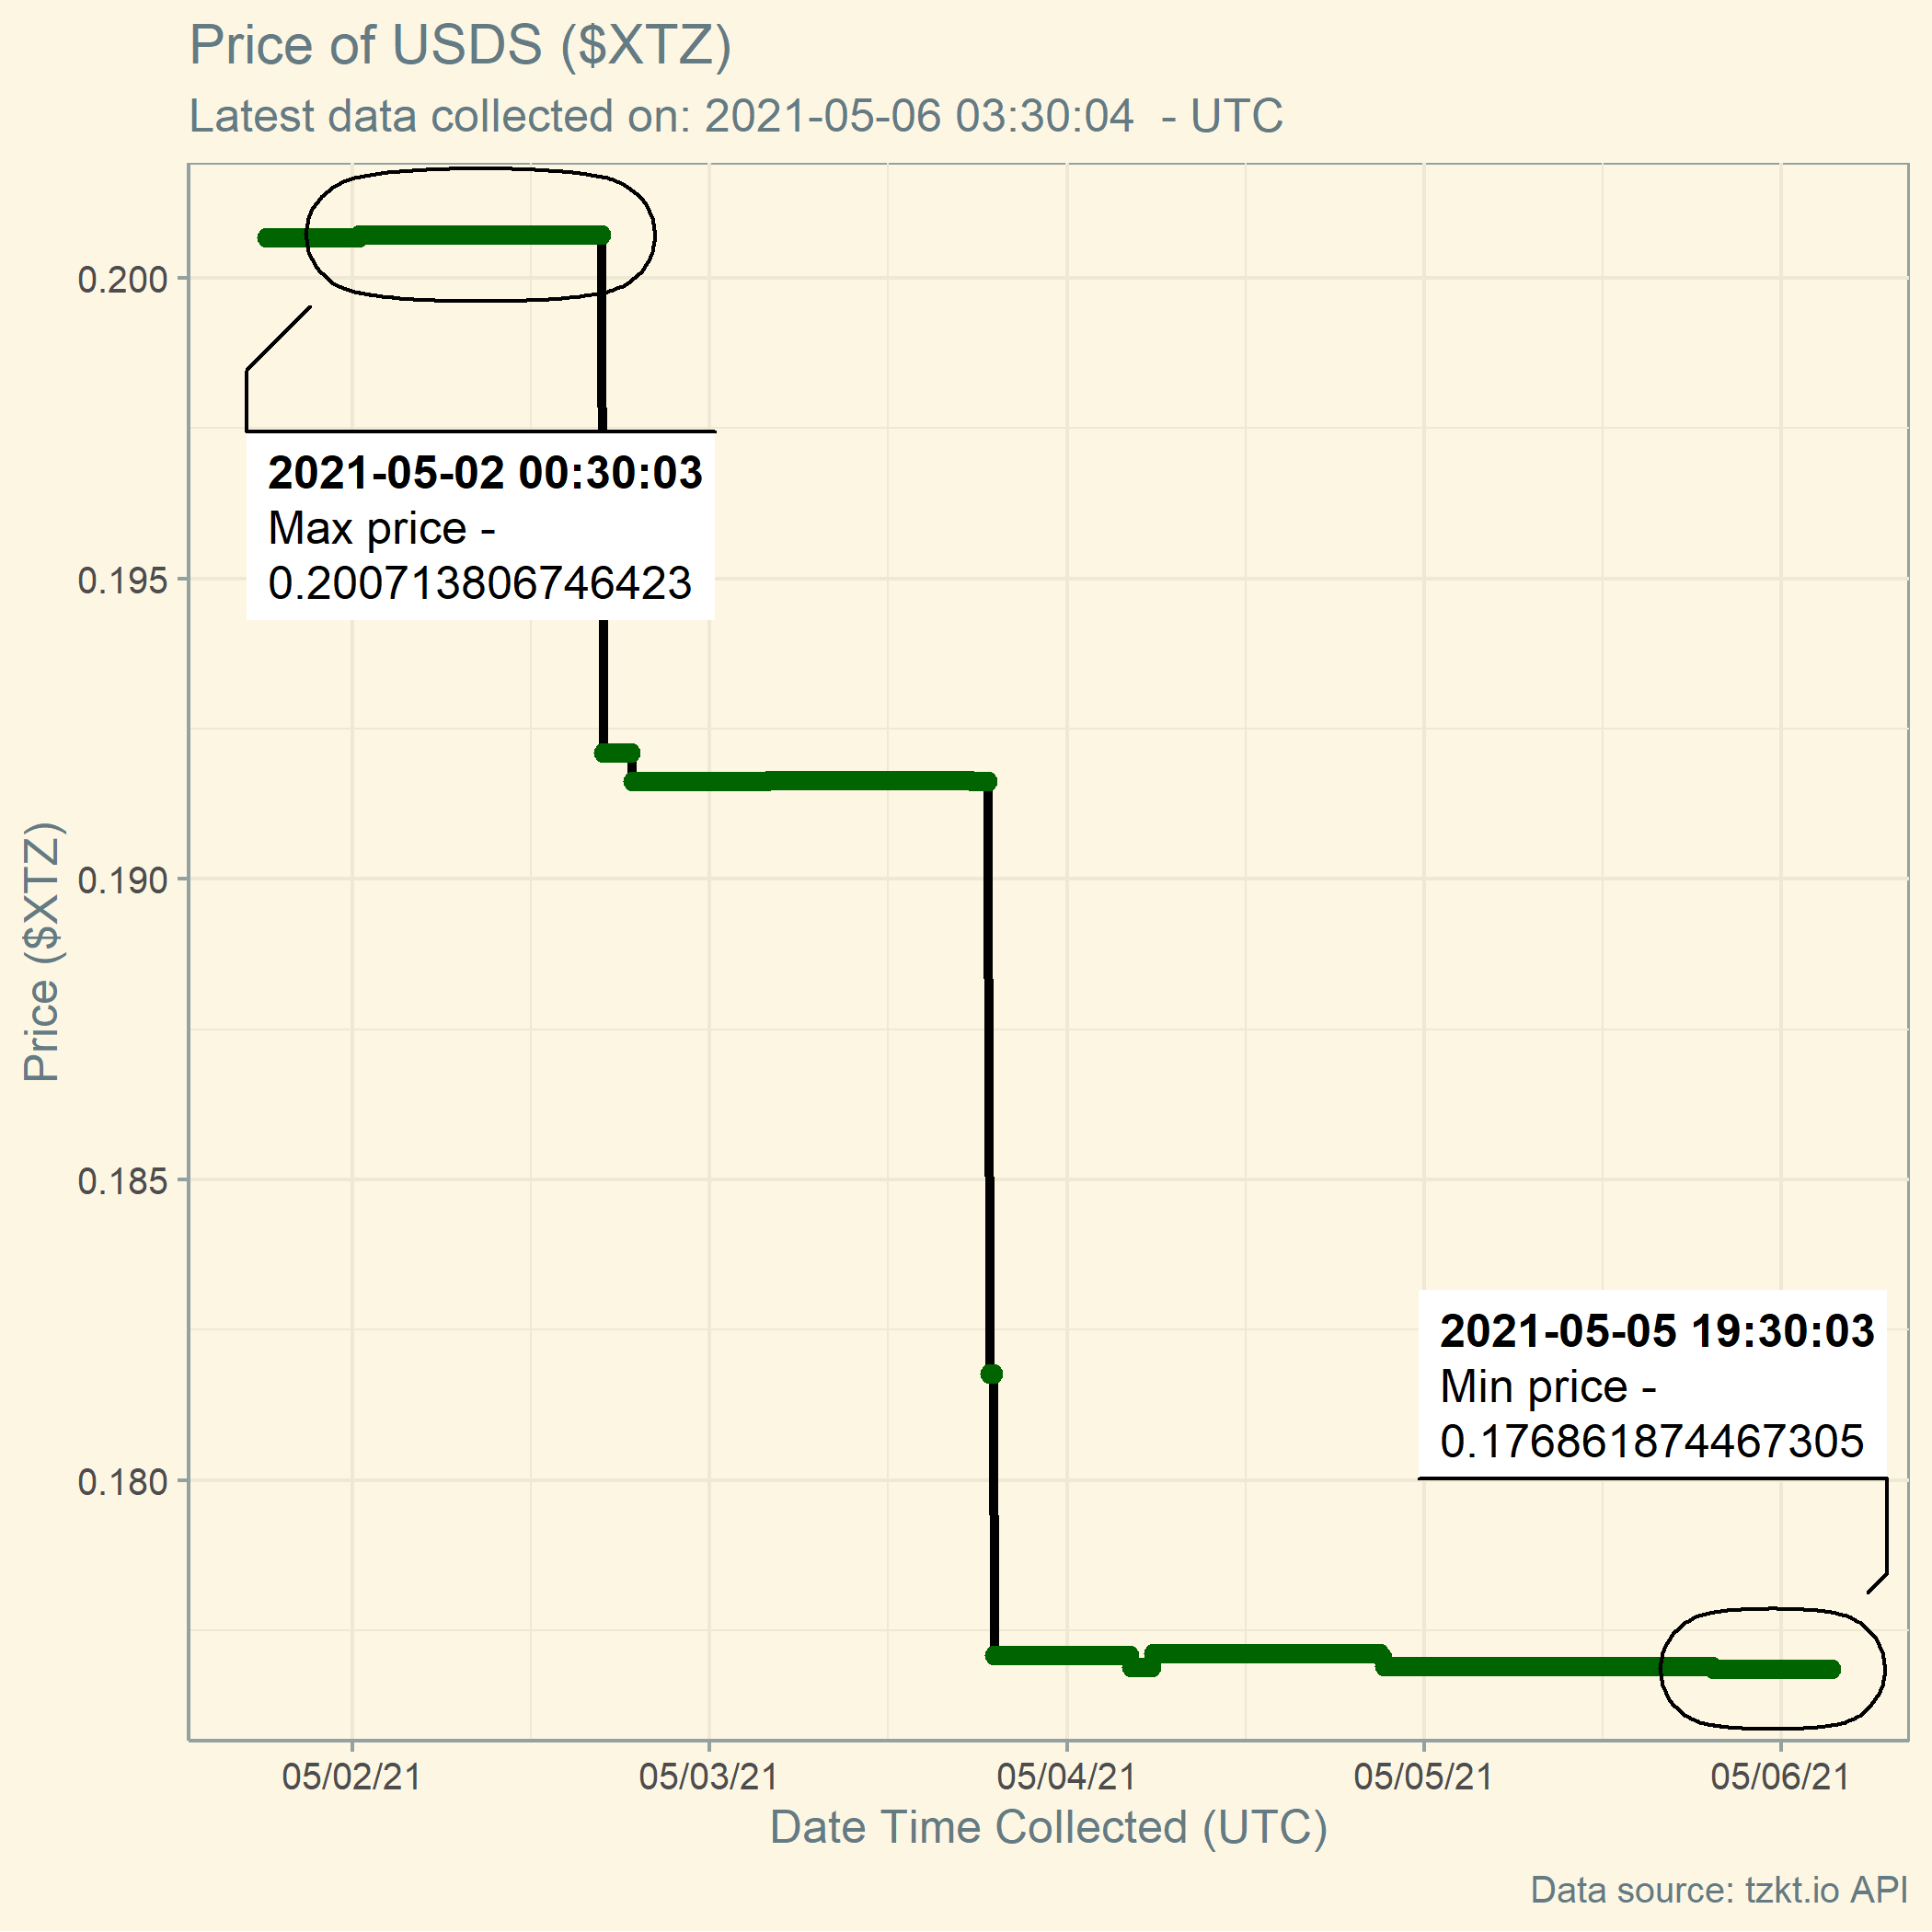 Price of USDS ($XTZ)
Latest data collected on: 2021-05-06 03:30:04  - UTC
0.200
2021-05-02 00:30:03
Max price -
0.200713806746423
0.195
0.190
Price ($XTZ)
0.185
2021-05-05 19:30:03
Min price -
0.176861874467305
0.180
05/02/21
05/03/21
05/04/21
05/05/21
05/06/21
Date Time Collected (UTC)
Data source: tzkt.io API